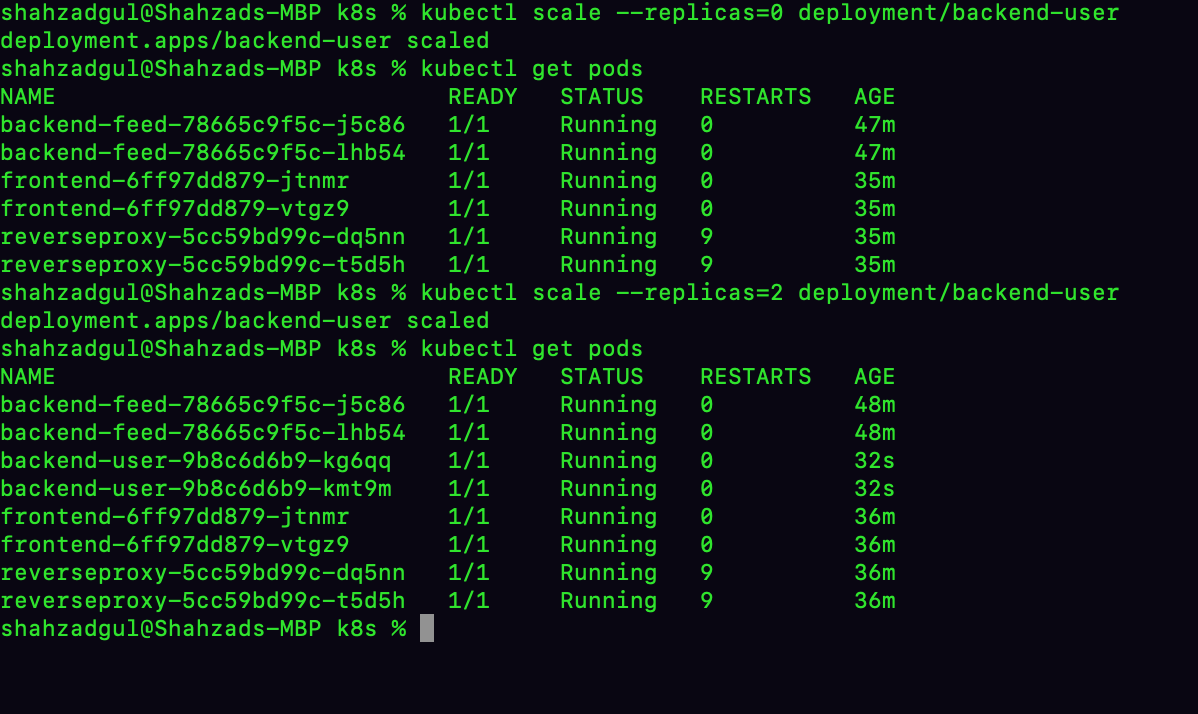 shahzadgul@Shahzads-MBP k8s % kubectl scale --replicas=0 deployment/backend-user
deployment.apps/backend-user scaled
shahzadgul@Shahzads-MBP k8s % kubectl get pods
NAME                            READY   STATUS    RESTARTS   AGE
backend-feed-78665c9f5c-j5c86   1/1     Running   0          47m
backend-feed-78665c9f5c-lhb54   1/1     Running   0          47m
frontend-6ff97dd879-jtnmr       1/1     Running   0          35m
frontend-6ff97dd879-vtgz9       1/1     Running   0          35m
reverseproxy-5cc59bd99c-dq5nn   1/1     Running   9          35m
reverseproxy-5cc59bd99c-t5d5h   1/1     Running   9          35m
shahzadgul@Shahzads-MBP k8s % kubectl scale --replicas=2 deployment/backend-user
deployment.apps/backend-user scaled
shahzadgul@Shahzads-MBP k8s % kubectl get pods
NAME                            READY   STATUS    RESTARTS   AGE
backend-feed-78665c9f5c-j5c86   1/1     Running   0          48m
backend-feed-78665c9f5c-lhb54   1/1     Running   0          48m
backend-user-9b8c6d6b9-kg6qq    1/1     Running   0          32s
backend-user-9b8c6d6b9-kmt9m    1/1     Running   0          32s
frontend-6ff97dd879-jtnmr       1/1     Running   0          36m
frontend-6ff97dd879-vtgz9       1/1     Running   0          36m
reverseproxy-5cc59bd99c-dq5nn   1/1     Running   9          36m
reverseproxy-5cc59bd99c-t5d5h   1/1     Running   9          36m
shahzadgul@Shahzads-MBP k8s %